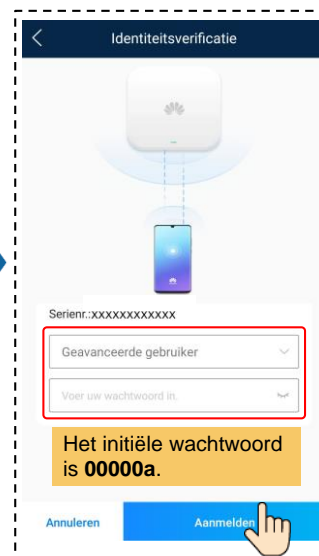 Identiteitsverificatie
Serienr.:xxxxxxxxxxxx
Geavanceerde gebruiker
Voer uw wachtwoord in.
Het initiële wachtwoord
is 00000a.
Annuleren
Aanmelden